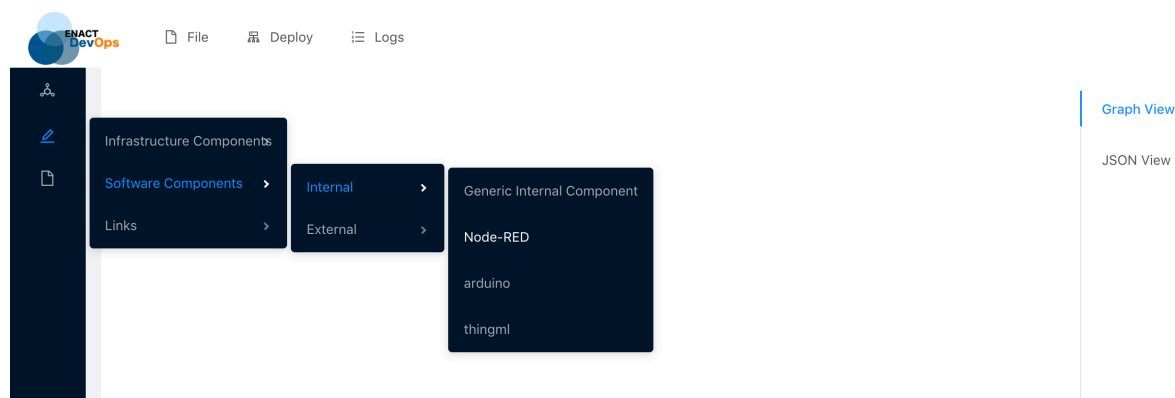 ENACT
DevOps
File
Deploy
Logs
Graph View
JSON View
Infrastructure Components
Software Components
Links
Internal
External
Generic Internal Component
Node-RED
arduino
thingml